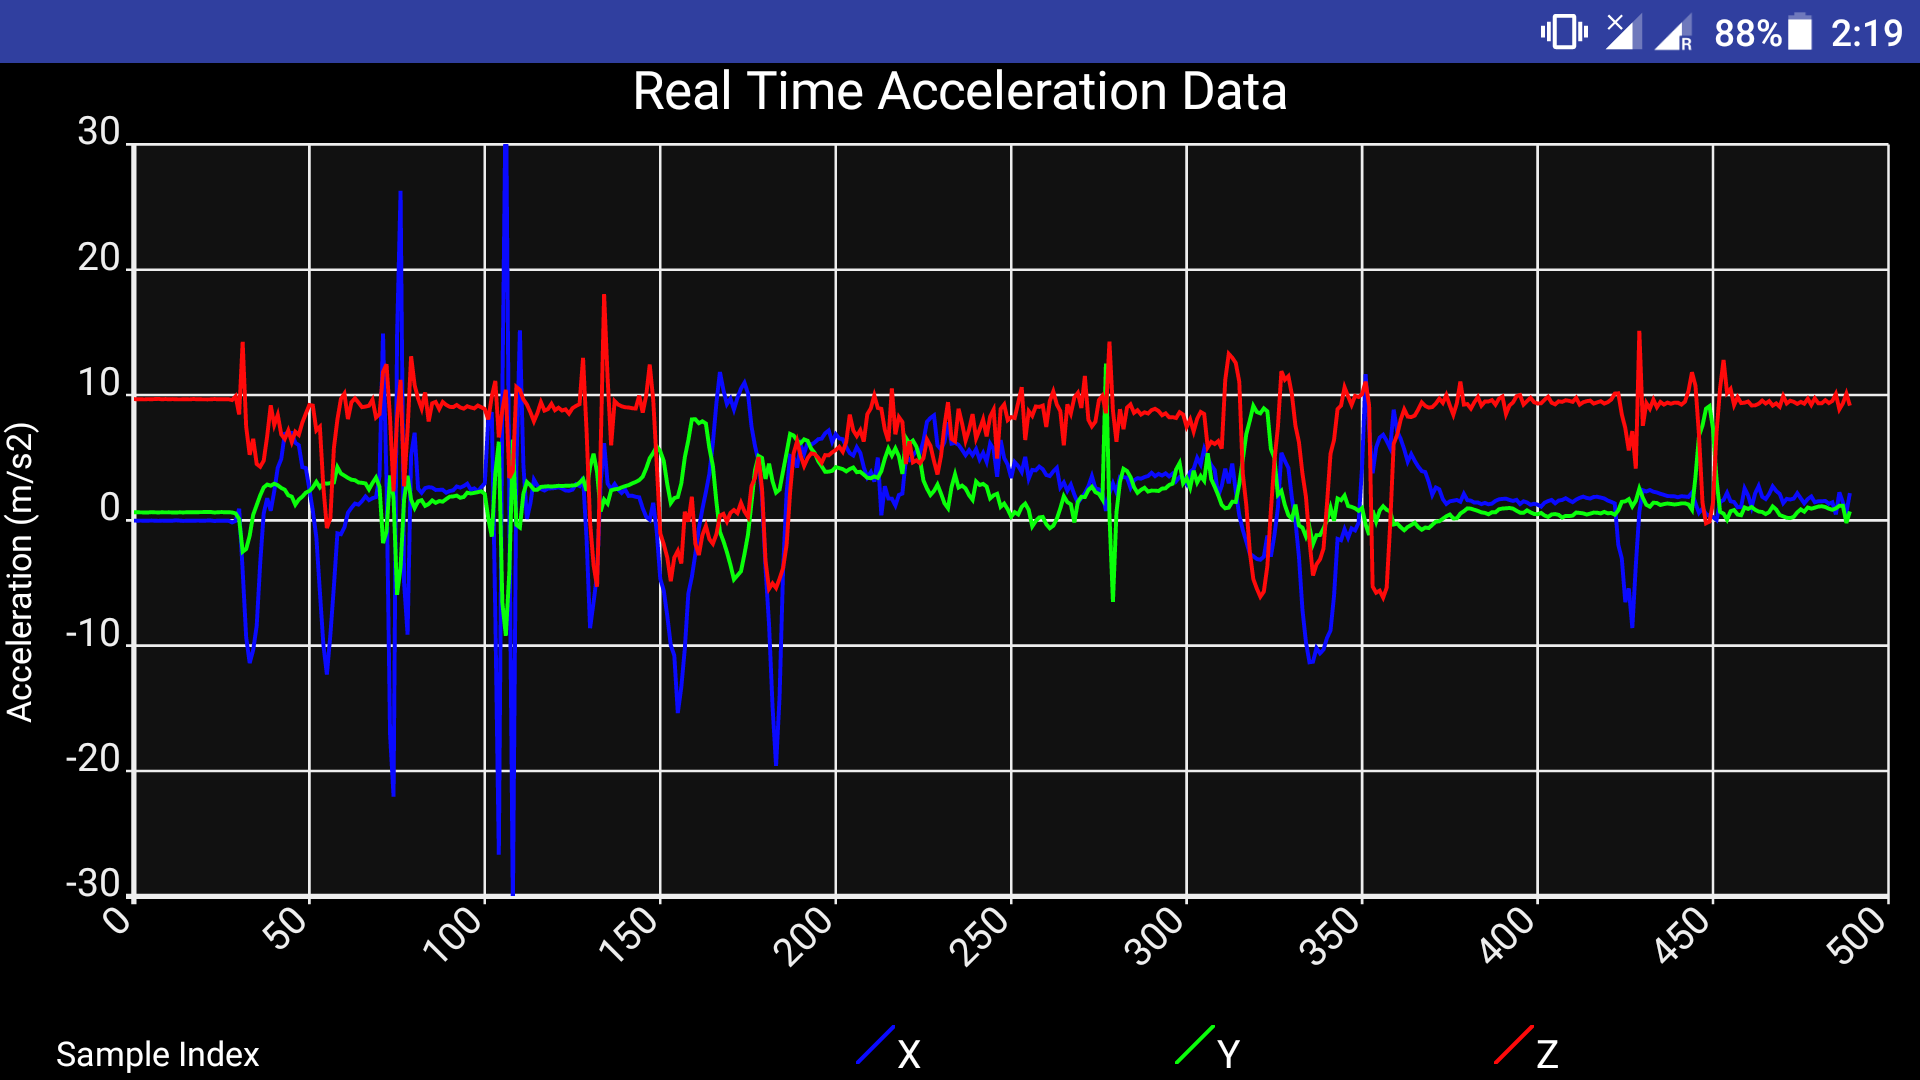 R 88% 2:19
Real Time Acceleration Data
30
20
10
0
-10
-20
-30
Acceleration (m/s2)
0 50 100 150 200 250 300 350 400 450 500
Sample Index X Y Z